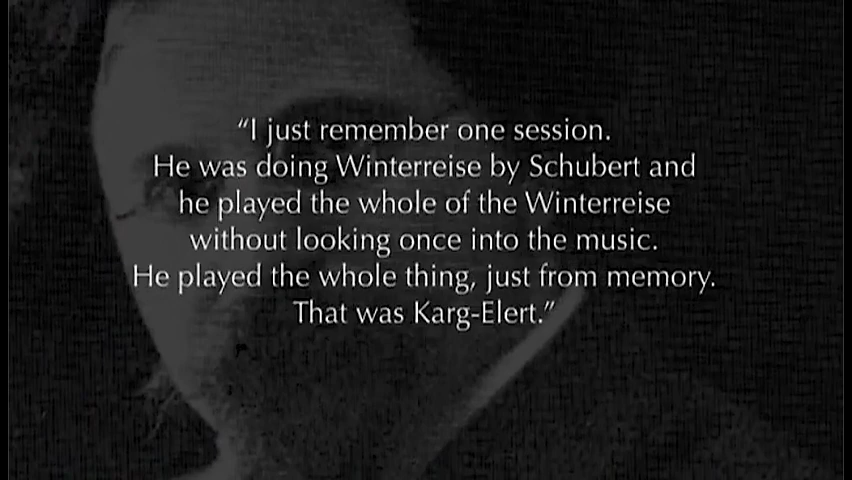 “I just remember one session.
He was doing Winterreise by Schubert and
he played the whole of the Winterreise
without looking once into the music.
He played the whole thing, just from memory.
That was Karg-Elert.”